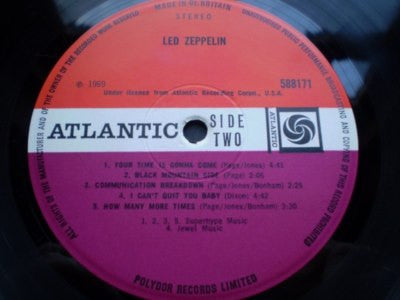 MADE IN GT. BRITAIN
STEREO
ALL RIGHTS OF THE MANUFACTURER AND OF THE OWNER OF THE RECORDED WORK RESERVED
UNAUTHORISED PUBLIC PERFORMANCE BROADCASTING AND COPYING OF THIS RECORD PROHIBITED
LED ZEPPELIN
℗ 1969
588171
Under license from Atlantic Recording Corpn., U.S.A.
ATLANTIC
SIDE
TWO
ATLANTIC
1. YOUR TIME IS GONNA COME (Page/Jones) 4:41
2. BLACK MOUNTAIN SIDE (Page) 2:06
3. COMMUNICATION BREAKDOWN (Page/Jones/Bonham) 2:25
4. I CAN'T QUIT YOU BABY (Dixon) 4:42
5. HOW MANY MORE TIMES (Page/Jones/Bonham) 3:30
1, 2, 3, 5. Superhype Music
4. Jewel Music
POLYDOR RECORDS LIMITED